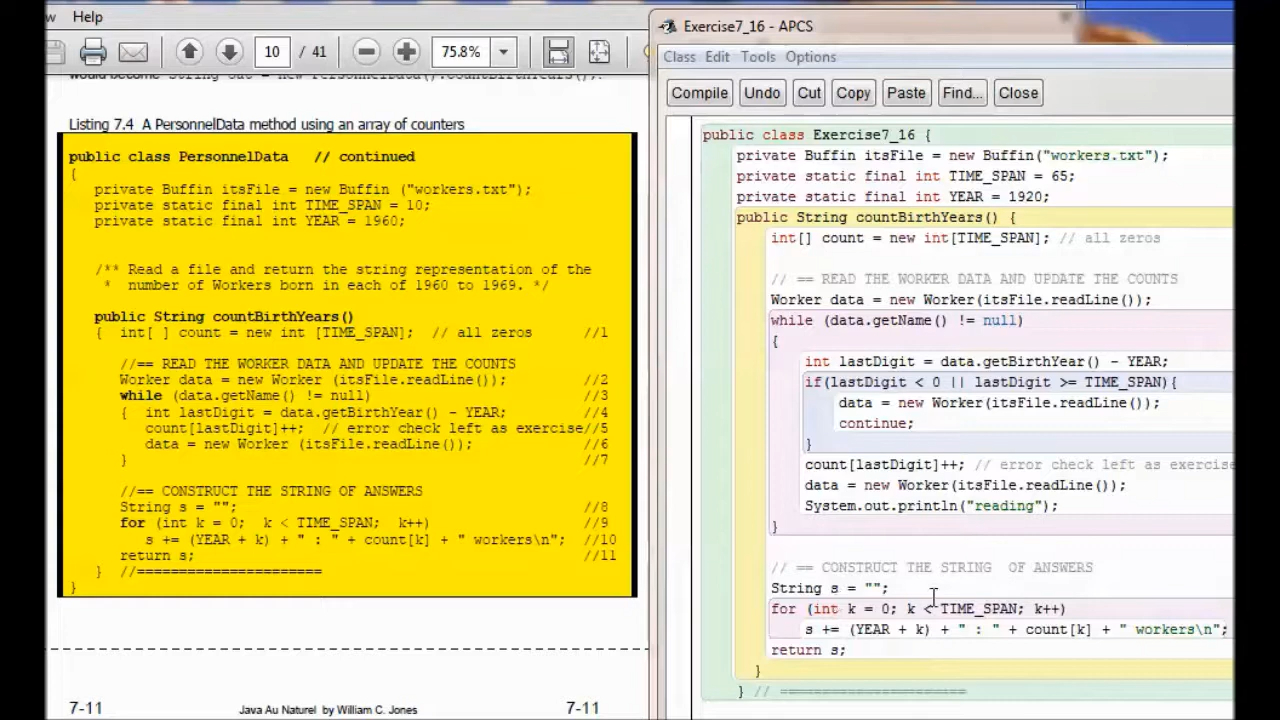 w Help
10 / 41
75.8%
would become String out = new PersonnelData().countBirthYears();
Listing 7.4 A PersonnelData method using an array of counters
public class PersonnelData // continued
{
private Buffin itsFile = new Buffin ("workers.txt");
private static final int TIME_SPAN = 10;
private static final int YEAR = 1960;
/** Read a file and return the string representation of the
* number of Workers born in each of 1960 to 1969. */
public String countBirthYears()
{ int[ ] count = new int [TIME_SPAN]; // all zeros //1
//== READ THE WORKER DATA AND UPDATE THE COUNTS
Worker data = new Worker (itsFile.readLine()); //2
while (data.getName() != null) //3
{ int lastDigit = data.getBirthYear() - YEAR; //4
count[lastDigit]++; // error check left as exercise//5
data = new Worker (itsFile.readLine()); //6
} //7
//== CONSTRUCT THE STRING OF ANSWERS
String s = ""; //8
for (int k = 0; k < TIME_SPAN; k++) //9
s += (YEAR + k) + " : " + count[k] + " workers\n"; //10
return s; //11
} //======================
}
7-11 Java Au Naturel by William C. Jones 7-11
Exercise7_16 - APCS
Class Edit Tools Options
Compile Undo Cut Copy Paste Find... Close
public class Exercise7_16 {
private Buffin itsFile = new Buffin("workers.txt");
private static final int TIME_SPAN = 65;
private static final int YEAR = 1920;
public String countBirthYears() {
int[] count = new int[TIME_SPAN]; // all zeros
// == READ THE WORKER DATA AND UPDATE THE COUNTS
Worker data = new Worker(itsFile.readLine());
while (data.getName() != null)
{
int lastDigit = data.getBirthYear() - YEAR;
if(lastDigit < 0 || lastDigit >= TIME_SPAN){
data = new Worker(itsFile.readLine());
continue;
}
count[lastDigit]++; // error check left as exercise
data = new Worker(itsFile.readLine());
System.out.println("reading");
}
// == CONSTRUCT THE STRING OF ANSWERS
String s = "";
for (int k = 0; k < TIME_SPAN; k++)
s += (YEAR + k) + " : " + count[k] + " workers\n";
return s;
}
} // ======================